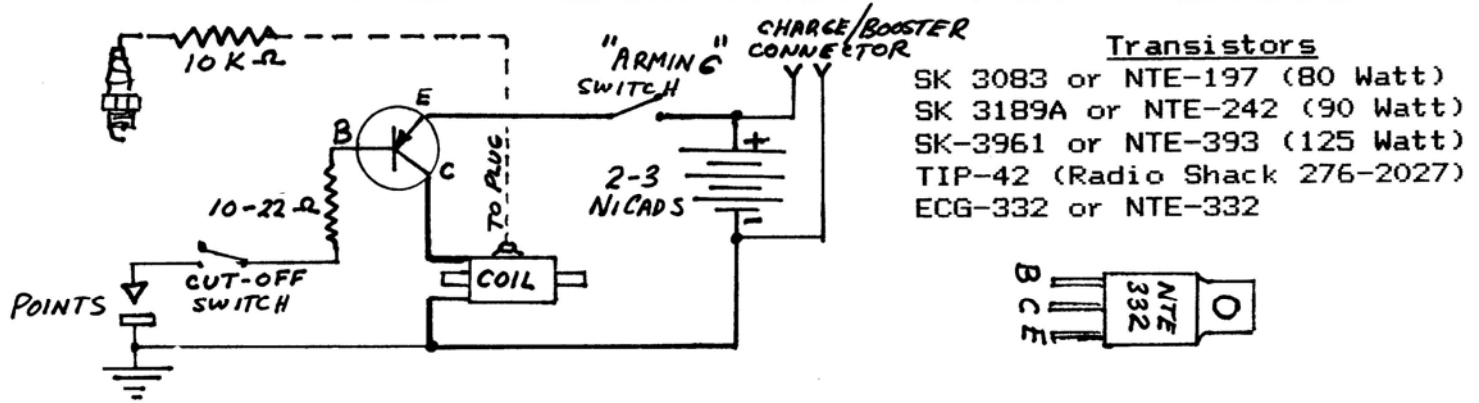 10 K-Ω
"ARMING"
SWITCH
CHARGE/BOOSTER
CONNECTOR
E
B
C
TO PLUG
10-22-Ω
2-3
NICADS
+
-
CUT-OFF
SWITCH
COIL
POINTS
Transistors
SK 3083 or NTE-197 (80 Watt)
SK 3189A or NTE-242 (90 Watt)
SK-3961 or NTE-393 (125 Watt)
TIP-42 (Radio Shack 276-2027)
ECG-332 or NTE-332
B
C
E
NTE
332